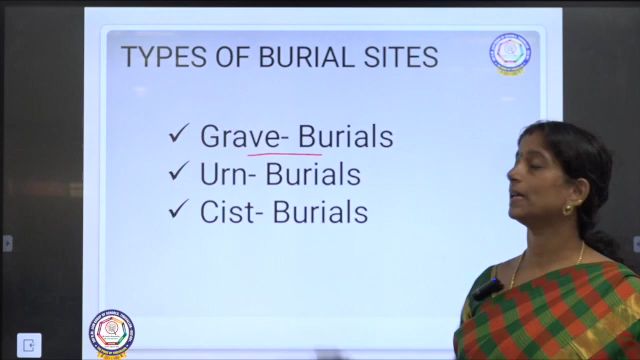 TYPES OF BURIAL SITES
✓ Grave- Burials
✓ Urn- Burials
✓ Cist- Burials